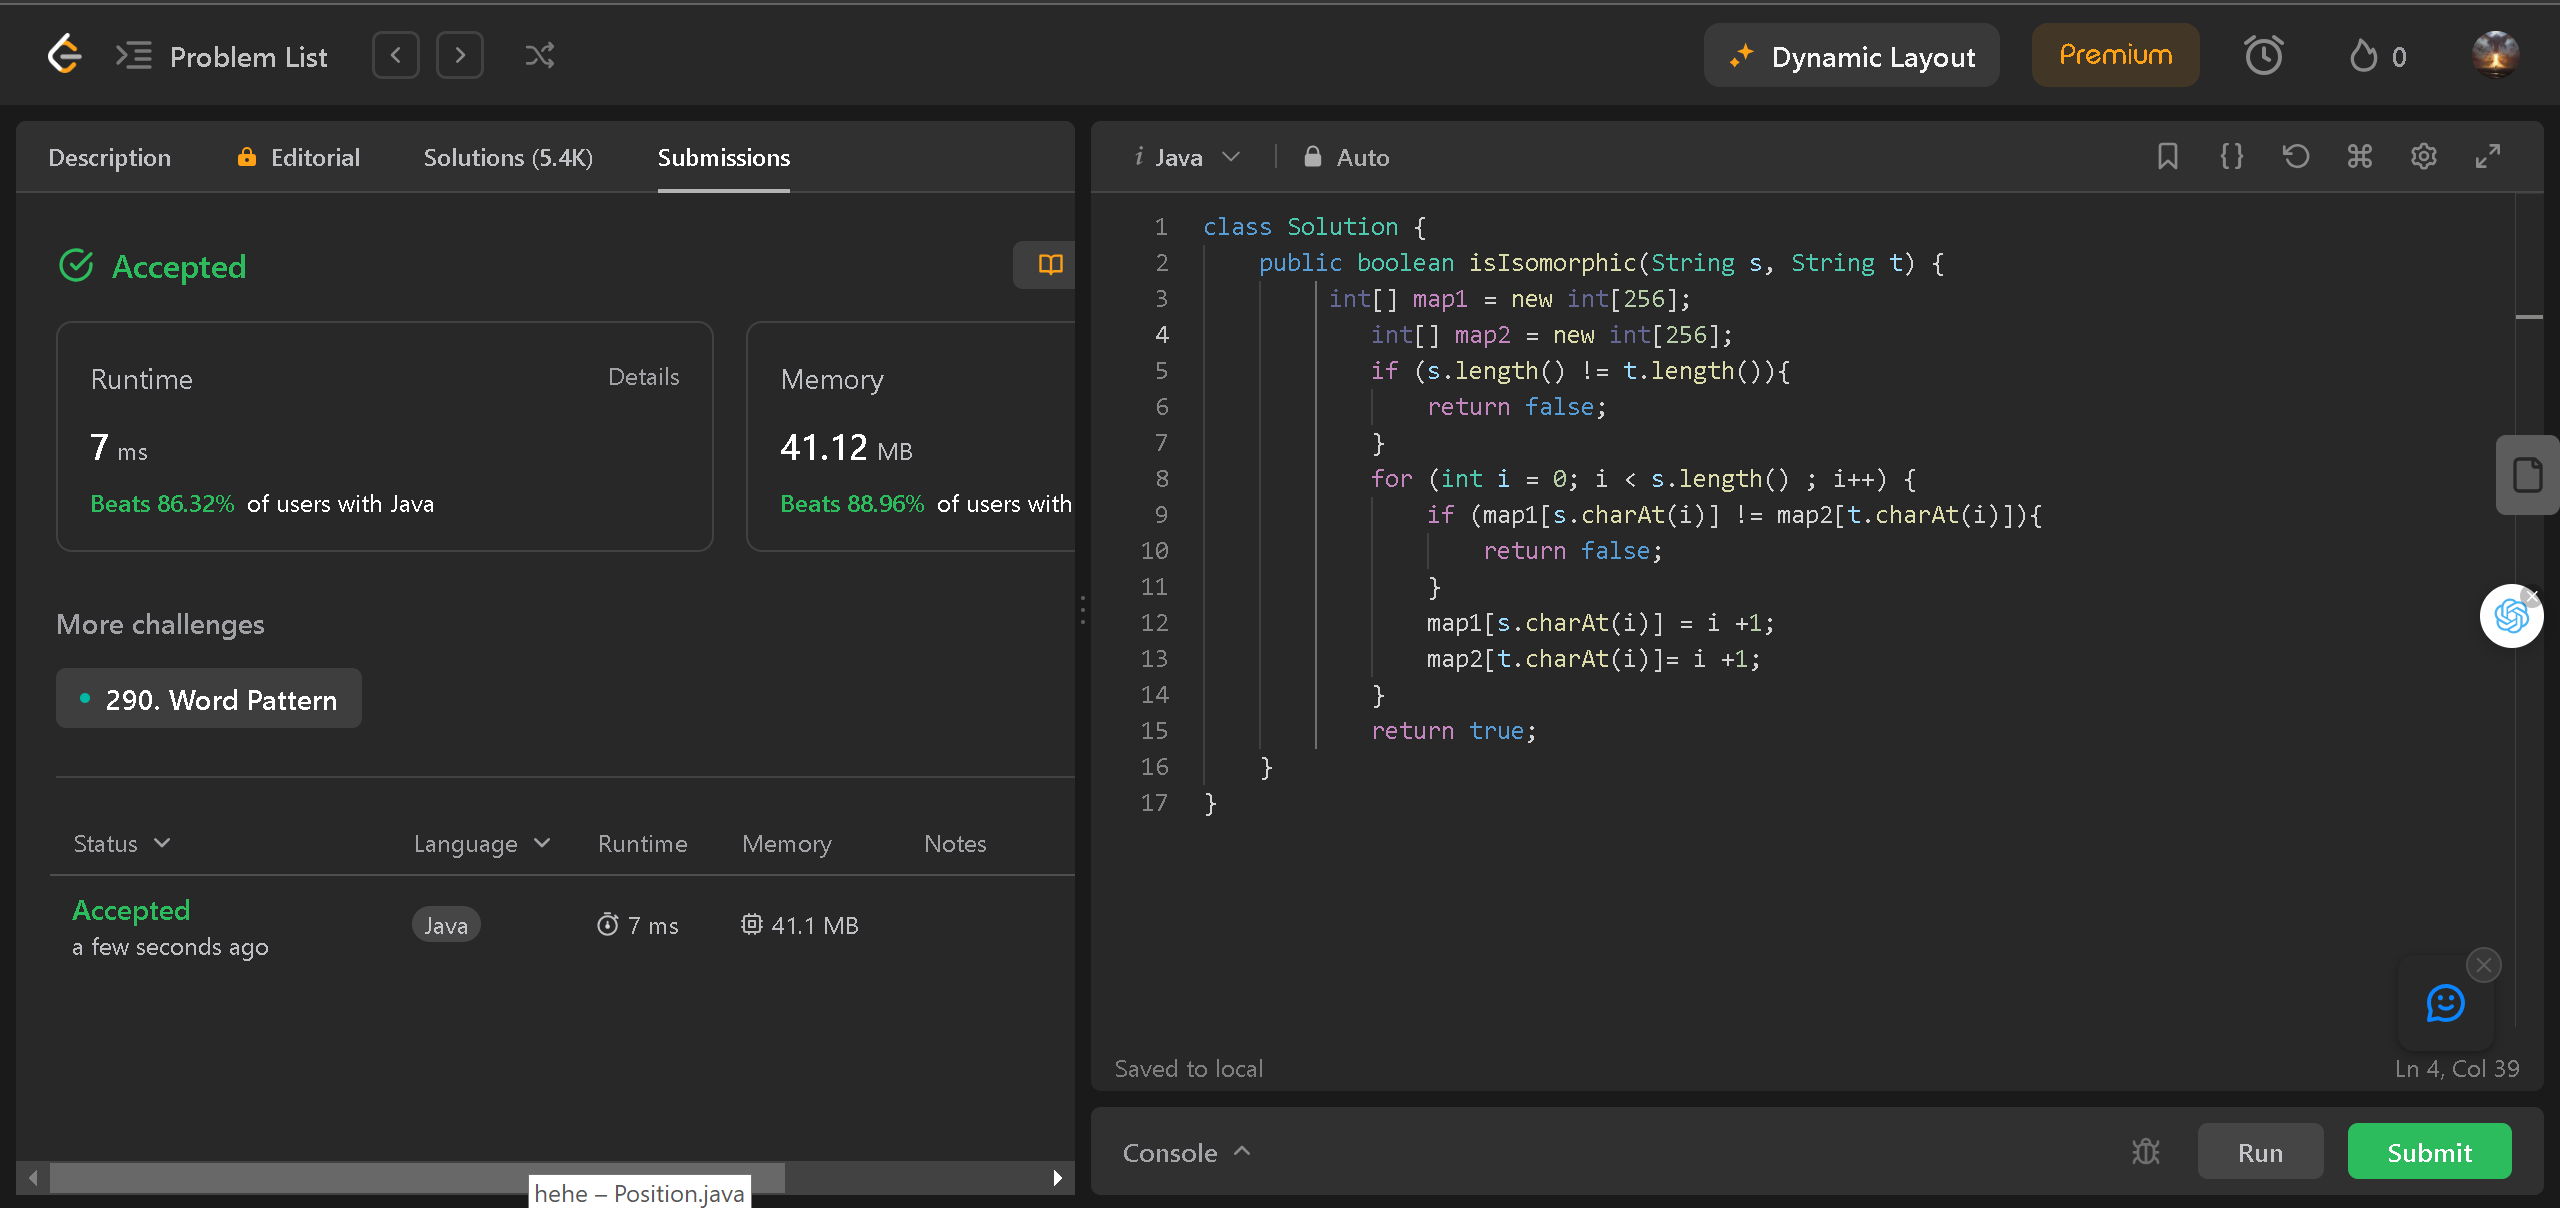 Problem List
Dynamic Layout
Premium
0
Description
Editorial
Solutions (5.4K)
Submissions
Accepted
Runtime
Details
7 ms
Beats 86.32% of users with Java
Memory
41.12 MB
Beats 88.96% of users with
More challenges
290. Word Pattern
Status
Language
Runtime
Memory
Notes
Accepted
a few seconds ago
Java
7 ms
41.1 MB
hehe – Position.java
i Java
Auto
1 class Solution {
2     public boolean isIsomorphic(String s, String t) {
3          int[] map1 = new int[256];
4             int[] map2 = new int[256];
5             if (s.length() != t.length()){
6                 return false;
7             }
8             for (int i = 0; i < s.length() ; i++) {
9                 if (map1[s.charAt(i)] != map2[t.charAt(i)]){
10                     return false;
11                 }
12                 map1[s.charAt(i)] = i +1;
13                 map2[t.charAt(i)]= i +1;
14             }
15             return true;
16     }
17 }
Saved to local
Ln 4, Col 39
Console
Run
Submit